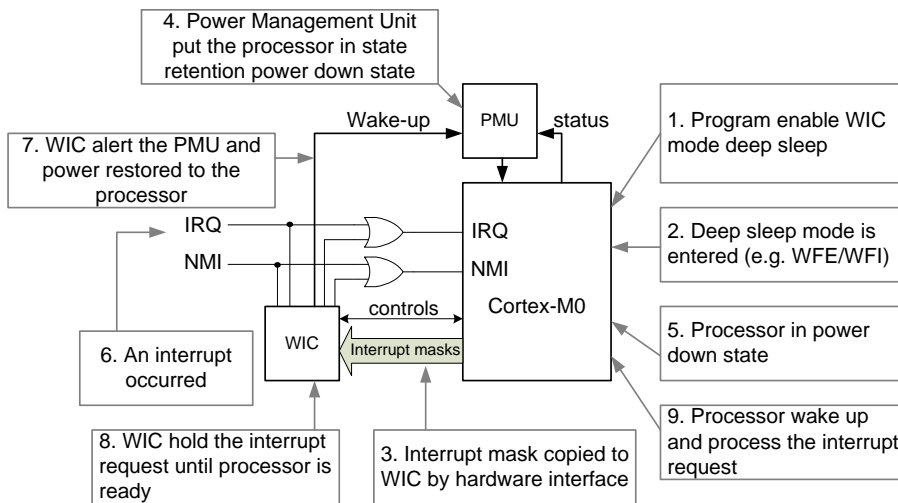 4. Power Management Unit
put the processor in state
retention power down state
Wake-up
PMU
status
1. Program enable WIC
mode deep sleep
7. WIC alert the PMU and
power restored to the
processor
IRQ
IRQ
2. Deep sleep mode is
entered (e.g. WFE/WFI)
NMI
NMI
Cortex-M0
controls
WIC
Interrupt masks
5. Processor in power
down state
6. An interrupt
occurred
8. WIC hold the interrupt
request until processor is
ready
3. Interrupt mask copied to
WIC by hardware interface
9. Processor wake up
and process the interrupt
request